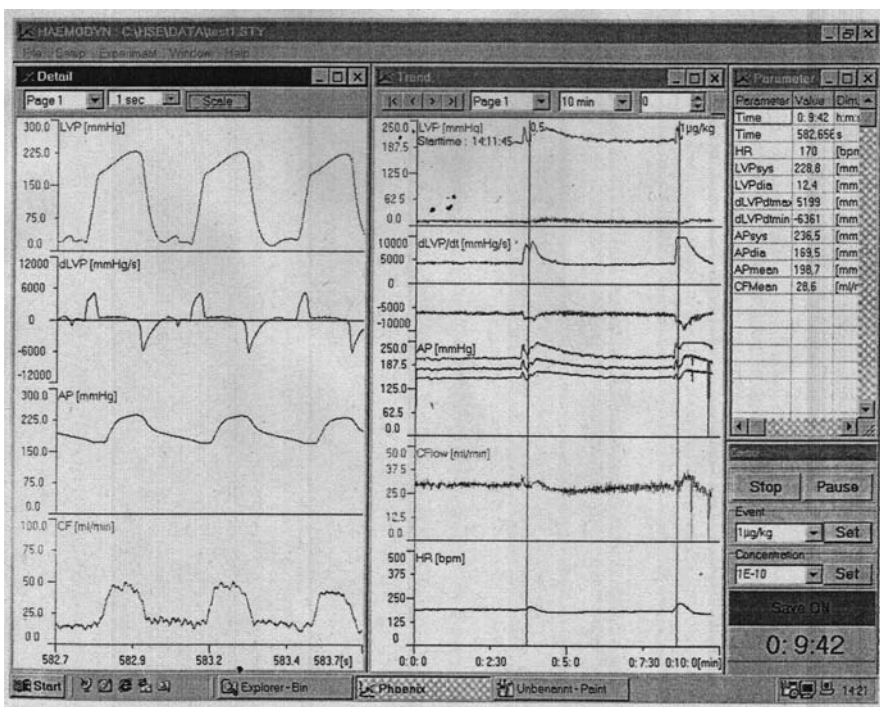 HAEMODYN : C:\HSE\DATA\test1.STY
File Setup Experiment Window Help
Detail
Page 1 1 sec Scale
300.0 LVP [mmHg]
225.0
150.0
75.0
0.0
12000 dLVP [mmHg/s]
6000
0
-6000
-12000
300.0 AP [mmHg]
225.0
150.0
75.0
0.0
100.0 CF [ml/min]
75.0
50.0
25.0
0.0
582.7 582.9 583.2 583.4 583.7[s]
Trend
Page 1 10 min 0
250.0 LVP [mmHg] 0,5 1µg/kg
187.5 Starttime : 14:11:45
125.0
62.5
0.0
10000 dLVP/dt [mmHg/s]
5000
0
-5000
-10000
250.0 AP [mmHg]
187.5
125.0
62.5
0.0
50.0 CFlow [ml/min]
37.5
25.0
12.5
0.0
500 HR [bpm]
375
250
125
0
0:0:0 0:2:30 0:5:0 0:7:30 0:10:0[min]
Parameter
Parameter Value Dim.
Time 0: 9:42 h:m:s
Time 582,656 s
HR 170 [bpm
LVPsys 228,8 [mm
LVPdia 12,4 [mm
dLVPdtmax 5199 [mm
dLVPdtmin -6361 [mm
APsys 236,5 [mm
APdia 169,5 [mm
APmean 198,7 [mm
CFMean 28,6 [ml/r
Stop Pause
Event
1µg/kg Set
Concentration
1E-10 Set
Save ON
0: 9:42
Start Explorer - Bin Phoenix Unbenannt - Paint 14:21